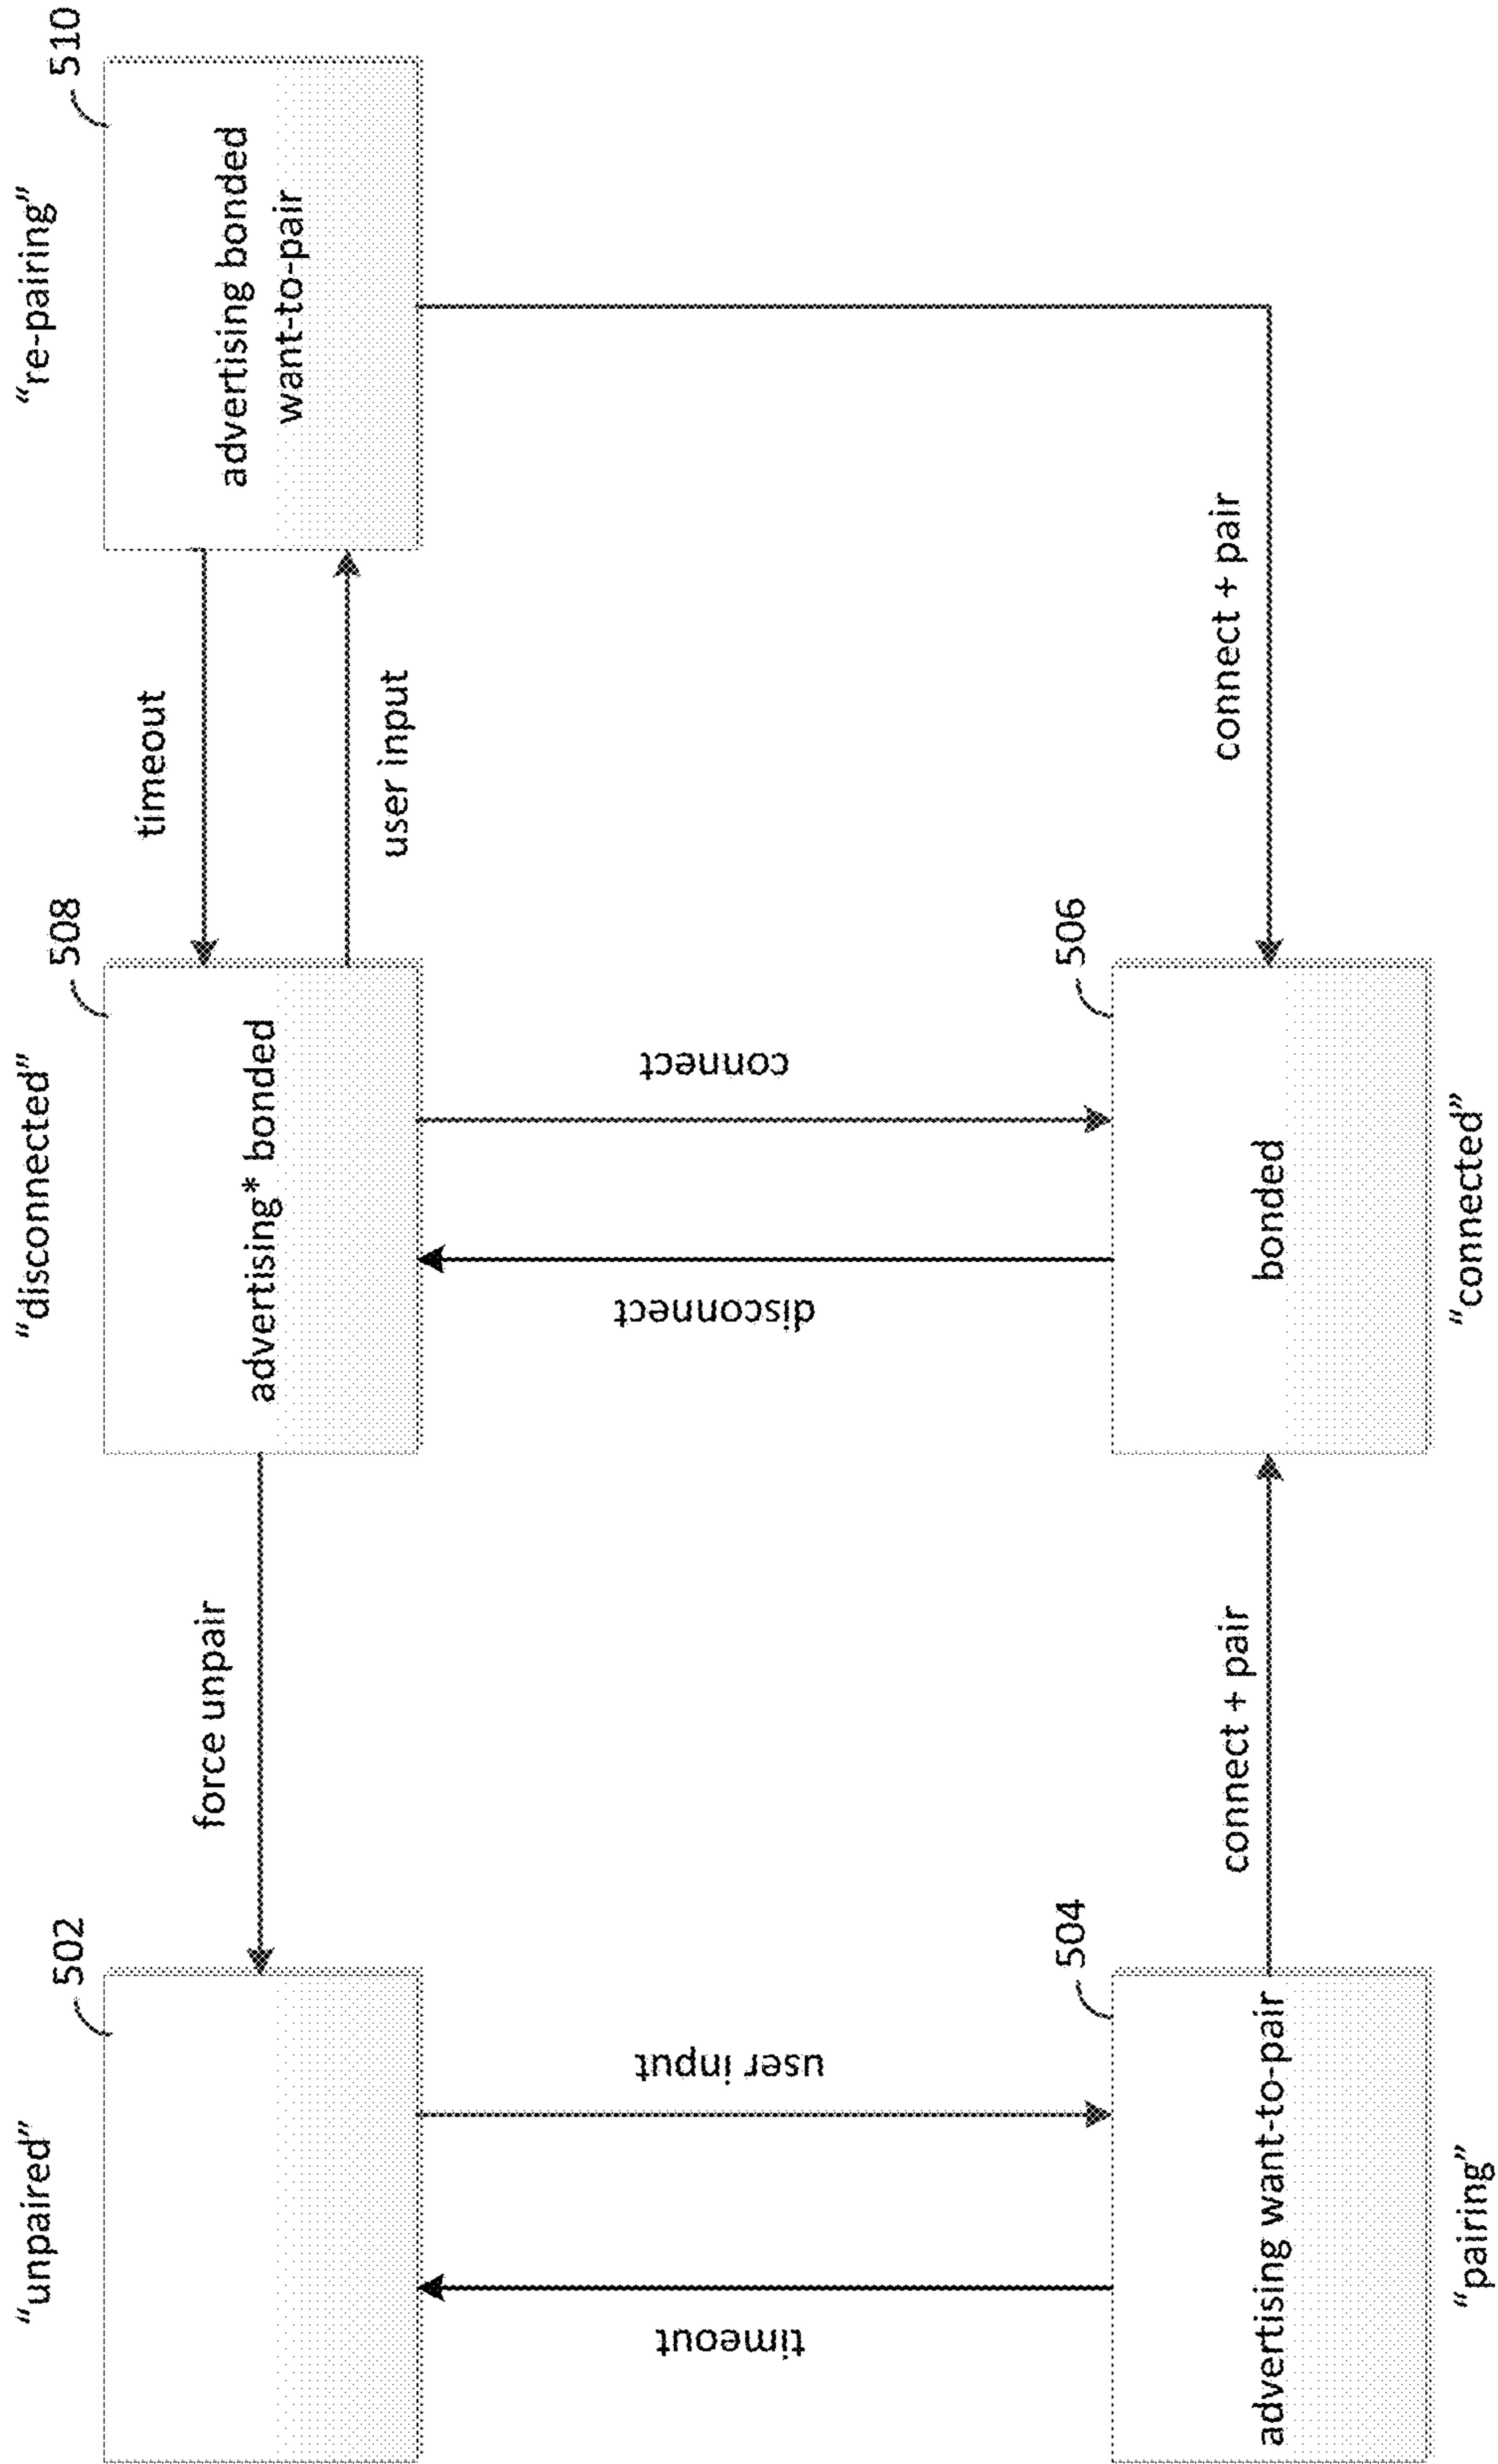 “unpaired”
“disconnected”
“re-pairing”
502
508
510
force unpair
timeout
advertising* bonded
advertising bonded
want-to-pair
user input
timeout
user input
disconnect
connect
504
506
connect + pair
connect + pair
advertising want-to-pair
bonded
“pairing”
“connected”